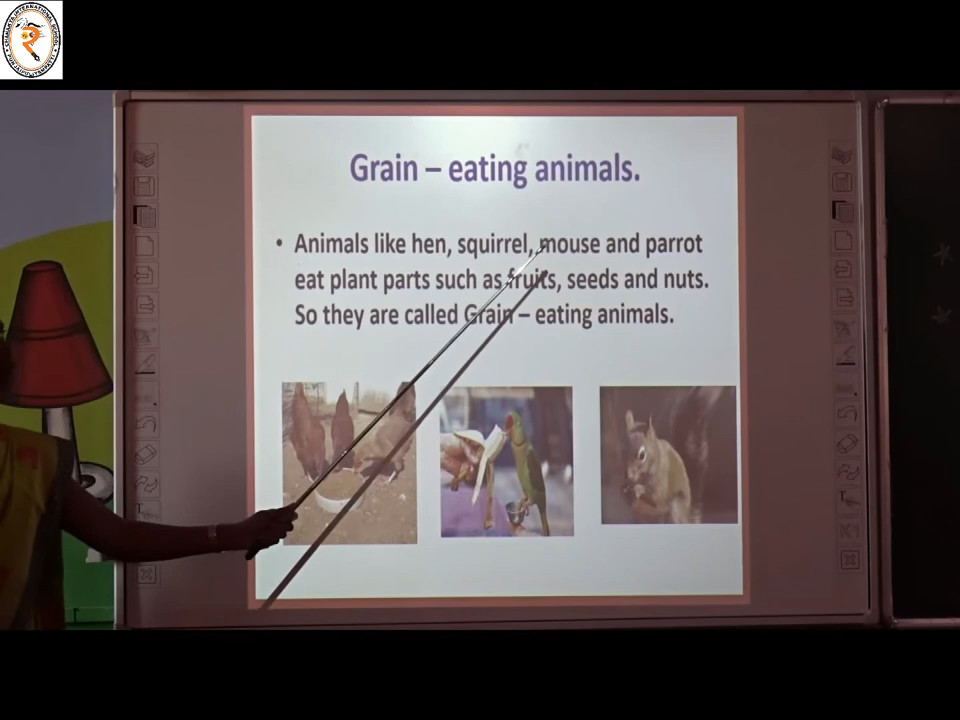 Grain – eating animals.
• Animals like hen, squirrel, mouse and parrot
eat plant parts such as fruits, seeds and nuts.
So they are called Grain – eating animals.